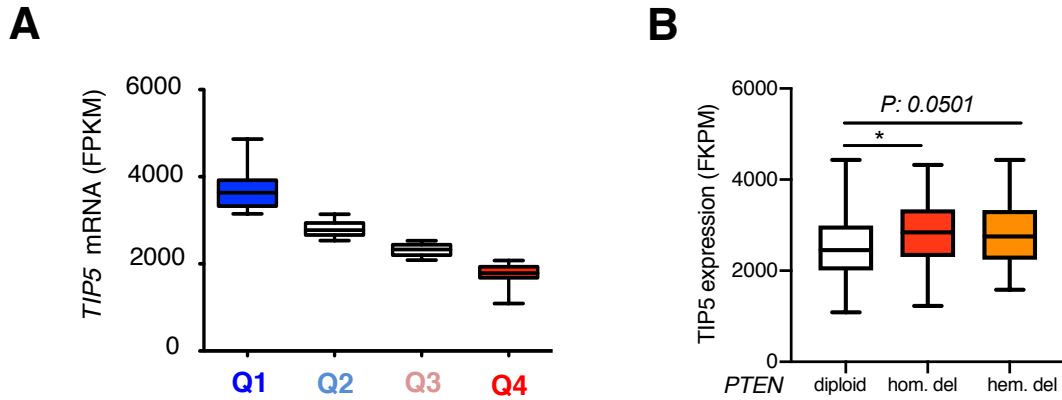 A
TIP5 mRNA (FPKM)
6000
4000
2000
0
Q1 Q2 Q3 Q4
B
TIP5 expression (FKPM)
6000
4000
2000
0
P: 0.0501
*
PTEN diploid hom. del hem. del